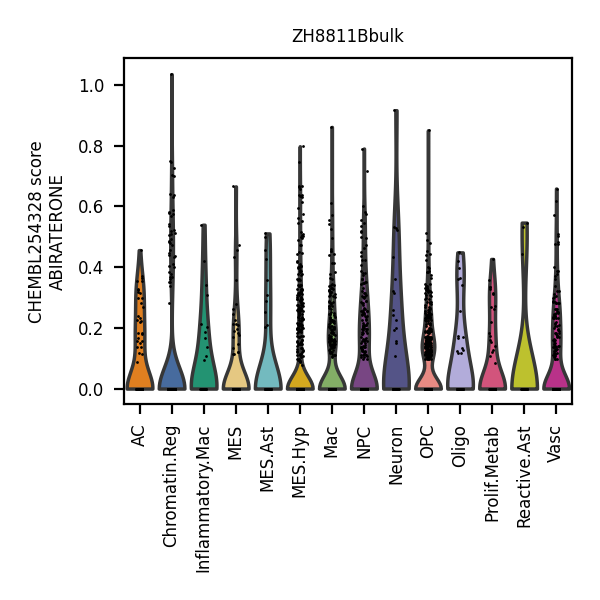 ZH8811Bbulk
CHEMBL254328 score
ABIRATERONE
1.0
0.8
0.6
0.4
0.2
0.0
AC
Chromatin.Reg
Inflammatory.Mac
MES
MES.Ast
MES.Hyp
Mac
NPC
Neuron
OPC
Oligo
Prolif.Metab
Reactive.Ast
Vasc